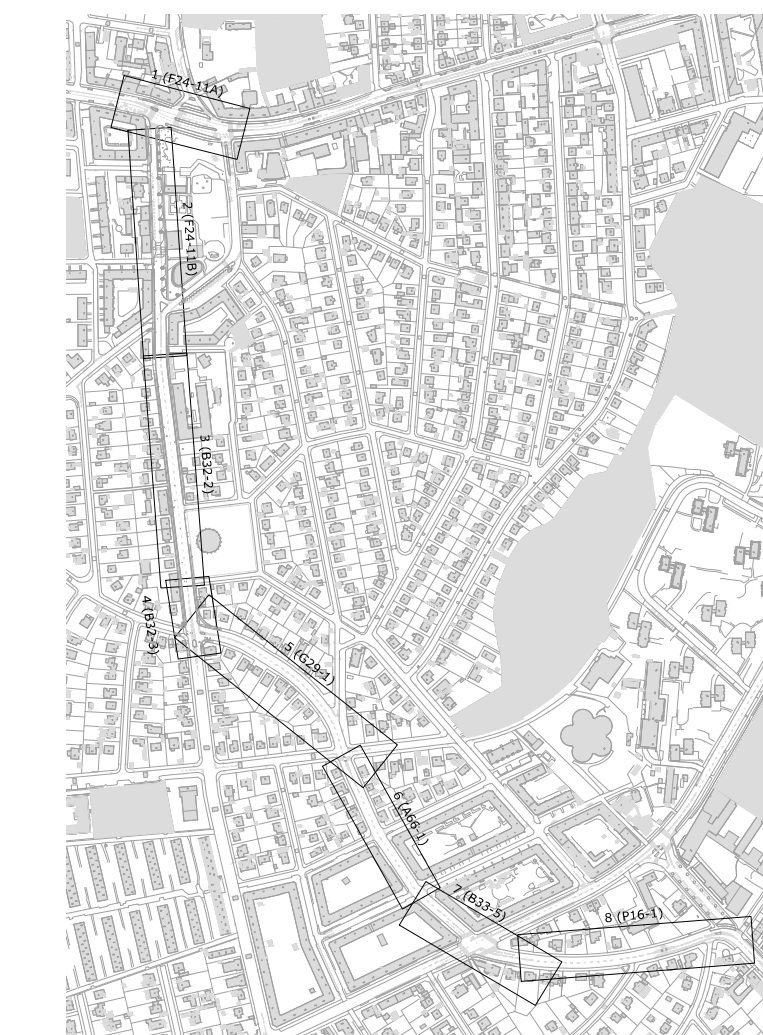 1 (F24-11A)
2 (F24-11B)
3 (B32-2)
4 (B32-3)
5 (G29-1)
6 (A66-1)
7 (B33-5)
8 (P16-1)